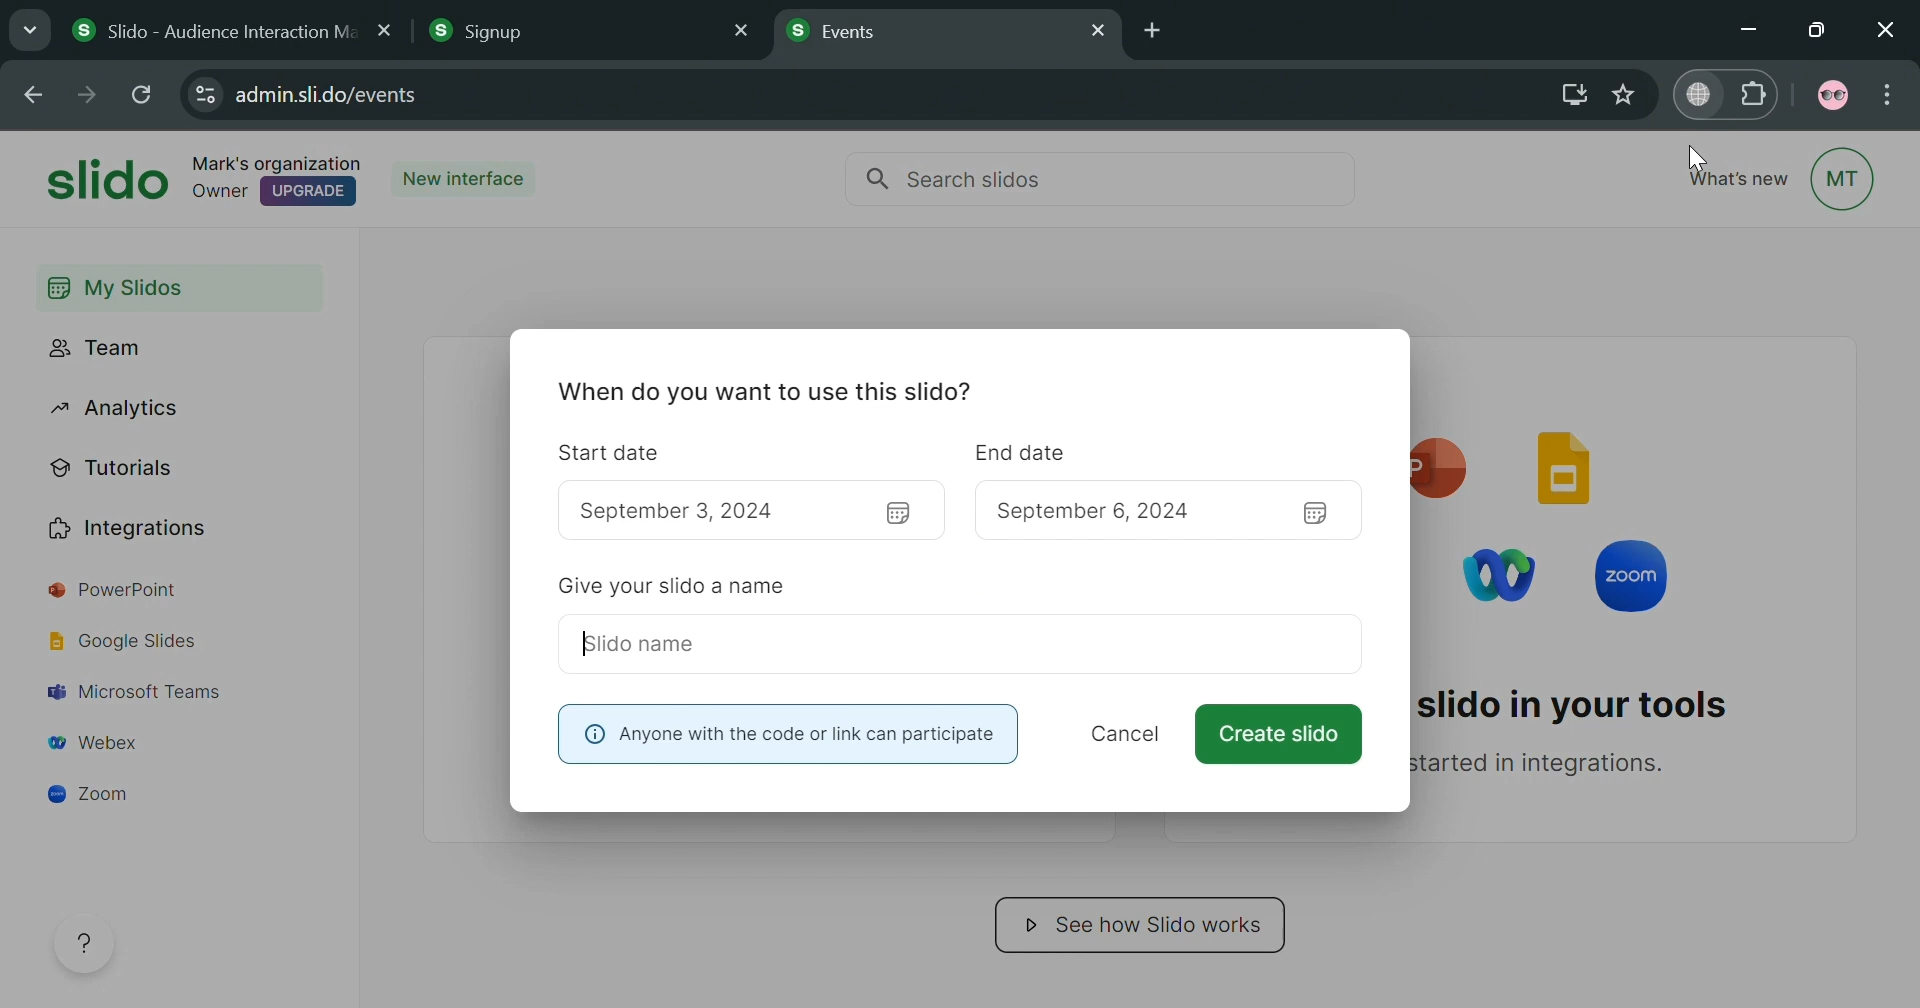 Slido - Audience Interaction Ma
Signup
Events
admin.sli.do/events
slido
Mark's organization
Owner UPGRADE
New interface
Search slidos
What's new
MT
My Slidos
Team
Analytics
Tutorials
Integrations
PowerPoint
Google Slides
Microsoft Teams
Webex
Zoom
?
When do you want to use this slido?
Start date
End date
September 3, 2024
September 6, 2024
Give your slido a name
Slido name
Anyone with the code or link can participate
Cancel
Create slido
P
zoom
slido in your tools
started in integrations.
See how Slido works